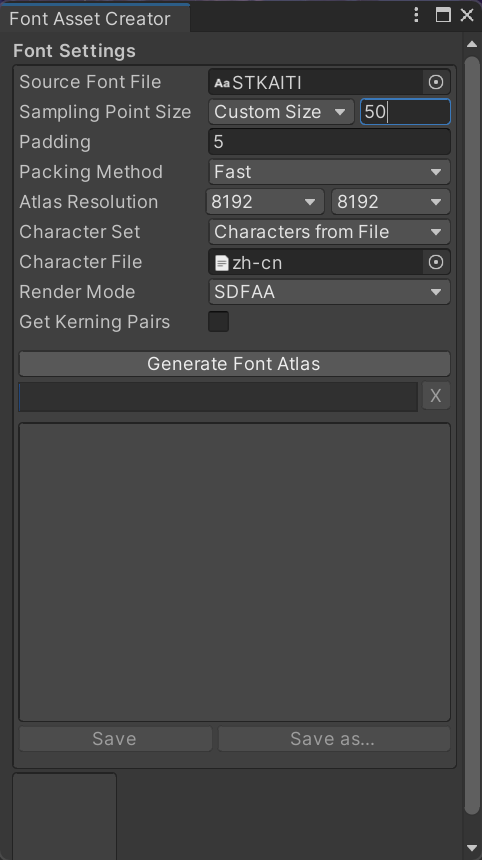 Font Asset Creator
Font Settings
Source Font File Aa STKAITI
Sampling Point Size Custom Size 50
Padding 5
Packing Method Fast
Atlas Resolution 8192 8192
Character Set Characters from File
Character File zh-cn
Render Mode SDFAA
Get Kerning Pairs
Generate Font Atlas
X
Save Save as...